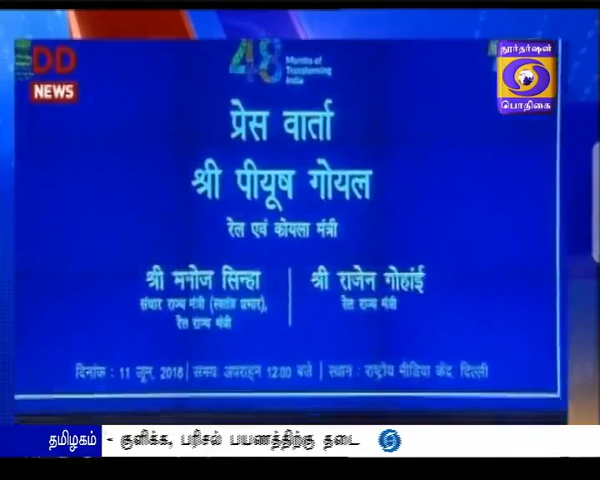 DD
NEWS
48 Months of
Transforming
India
தூர்தர்ஷன்
பொதிகை
प्रेस वार्ता
श्री पीयूष गोयल
रेल एवं कोयला मंत्री
श्री मनोज सिन्हा
संचार राज्य मंत्री (स्वतंत्र प्रभार),
रेल राज्य मंत्री
श्री राजेन गोहांई
रेल राज्य मंत्री
दिनांक : 11 जून, 2018 | समय अपराहन 12:00 बजे | स्थान : राष्ट्रीय मीडिया केंद्र, दिल्ली
தமிழகம் - குளிக்க, பரிசல் பயணத்திற்கு தடை